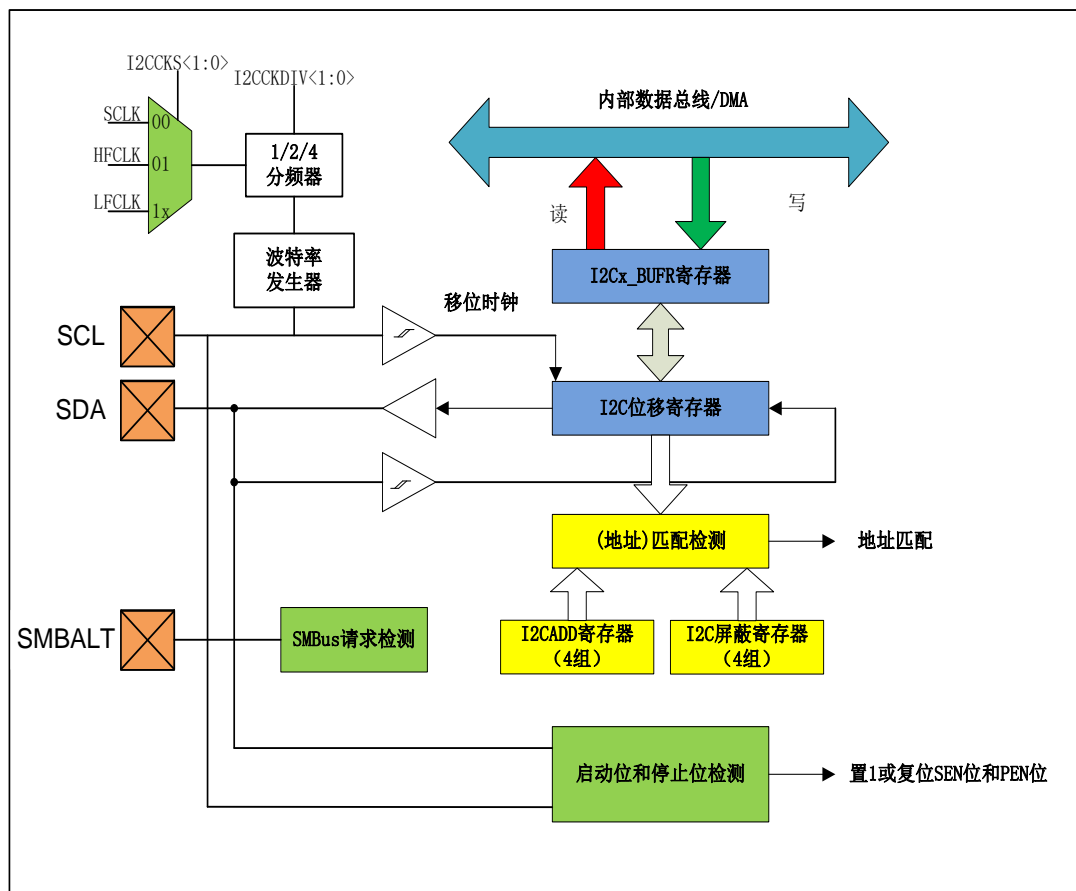 I2CCKS<1:0>
I2CCKDIV<1:0>
SCLK
00
HFCLK
01
LFCLK
1x
1/2/4
分频器
波特率
发生器
内部数据总线/DMA
读
写
I2Cx_BUFR寄存器
移位时钟
SCL
SDA
I2C位移寄存器
(地址)匹配检测
地址匹配
SMBALT
SMBus请求检测
I2CADD寄存器
（4组）
I2C屏蔽寄存器
（4组）
启动位和停止位检测
置1或复位SEN位和PEN位